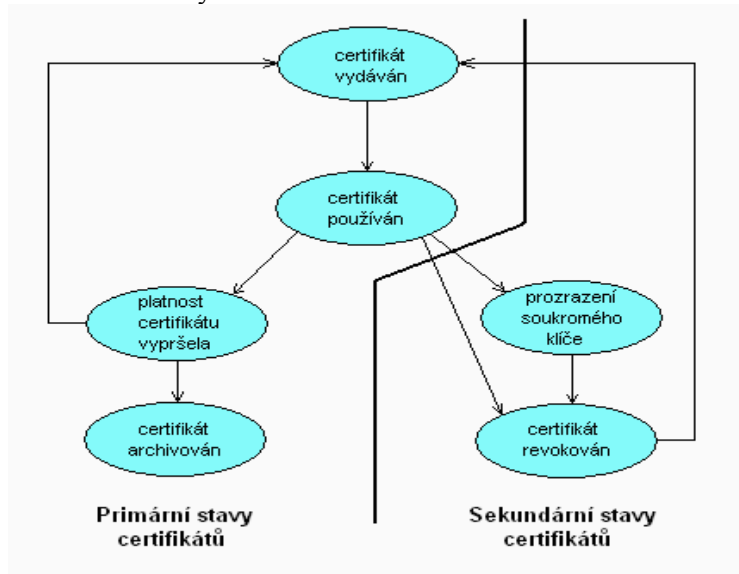 certifikát
vydáván
certifikát
používán
platnost
certifikátu
vypršela
prozrazení
soukromého
klíče
certifikát
archivován
certifikát
revokován
Primární stavy
certifikátů
Sekundární stavy
certifikátů